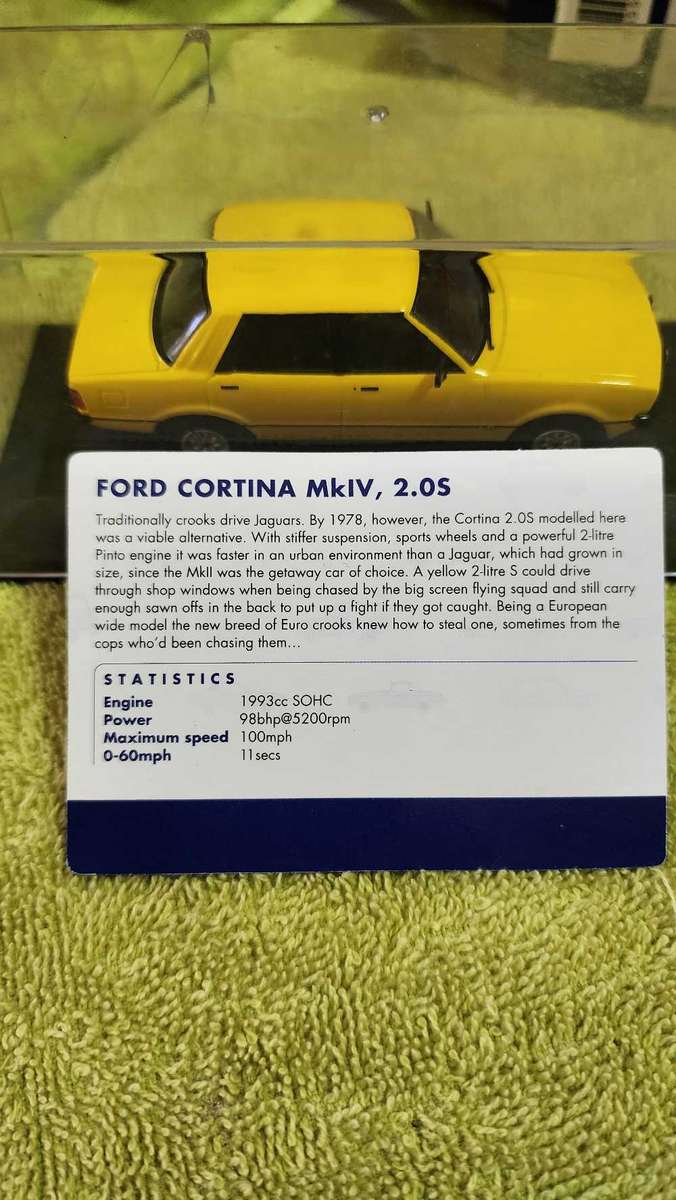 FORD CORTINA MkIV, 2.0S
Traditionally crooks drive Jaguars. By 1978, however, the Cortina 2.0S modelled here
was a viable alternative. With stiffer suspension, sports wheels and a powerful 2-litre
Pinto engine it was faster in an urban environment than a Jaguar, which had grown in
size, since the MkII was the getaway car of choice. A yellow 2-litre S could drive
through shop windows when being chased by the big screen flying squad and still carry
enough sawn offs in the back to put up a fight if they got caught. Being a European
wide model the new breed of Euro crooks knew how to steal one, sometimes from the
cops who'd been chasing them...
STATISTICS
Engine 1993cc SOHC
Power 98bhp@5200rpm
Maximum speed 100mph
0-60mph 11secs